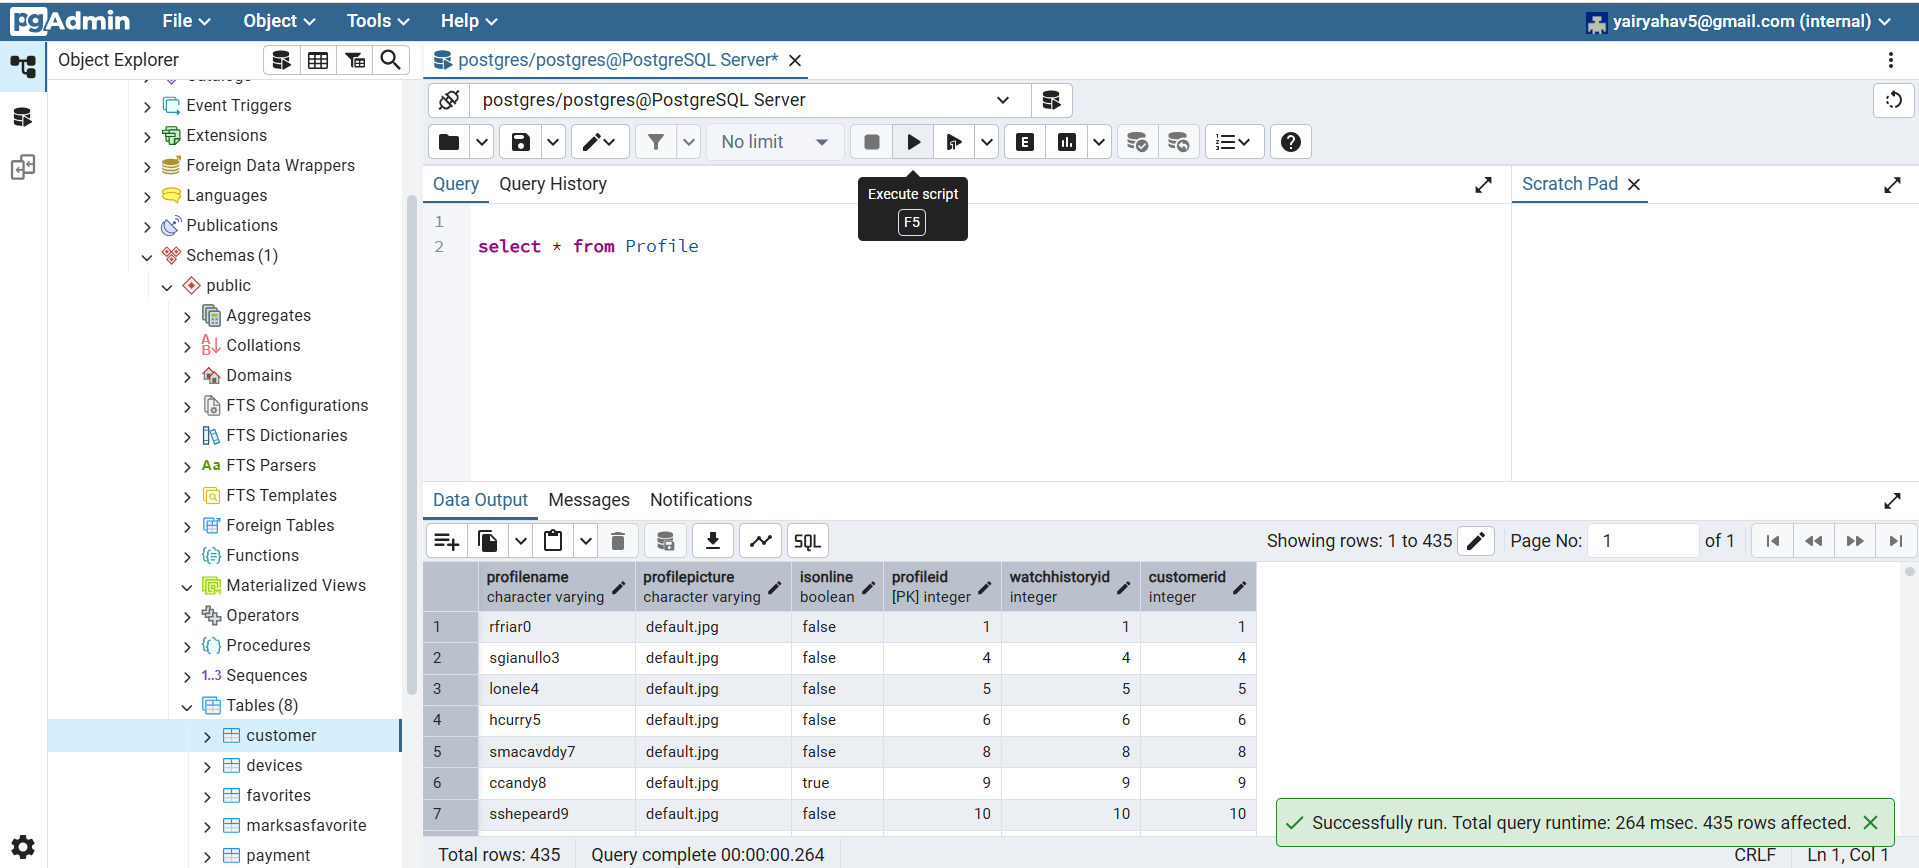 pgAdmin File Object Tools Help yairyahav5@gmail.com (internal)
Object Explorer
postgres/postgres@PostgreSQL Server*
Catalogs
Event Triggers
Extensions
Foreign Data Wrappers
Languages
Publications
Schemas (1)
public
Aggregates
Collations
Domains
FTS Configurations
FTS Dictionaries
Aa FTS Parsers
FTS Templates
Foreign Tables
Functions
Materialized Views
Operators
Procedures
1..3 Sequences
Tables (8)
customer
devices
favorites
marksasfavorite
payment
postgres/postgres@PostgreSQL Server
No limit
E
Query Query History
Execute script
F5
Scratch Pad
1
2 select * from Profile
Data Output Messages Notifications
SQL
Showing rows: 1 to 435 Page No: 1 of 1
profilename profilepicture isonline profileid watchhistoryid customerid
character varying character varying boolean [PK] integer integer integer
1 rfriar0 default.jpg false 1 1 1
2 sgianullo3 default.jpg false 4 4 4
3 lonele4 default.jpg false 5 5 5
4 hcurry5 default.jpg false 6 6 6
5 smacavddy7 default.jpg false 8 8 8
6 ccandy8 default.jpg true 9 9 9
7 sshepeard9 default.jpg false 10 10 10
Successfully run. Total query runtime: 264 msec. 435 rows affected.
Total rows: 435 Query complete 00:00:00.264 CRLF Ln 1, Col 1